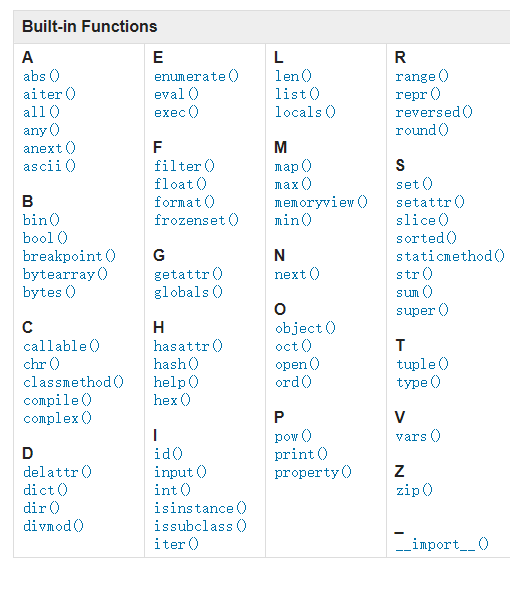 Built-in Functions
A
abs()
aiter()
all()
any()
anext()
ascii()
B
bin()
bool()
breakpoint()
bytearray()
bytes()
C
callable()
chr()
classmethod()
compile()
complex()
D
delattr()
dict()
dir()
divmod()
E
enumerate()
eval()
exec()
F
filter()
float()
format()
frozenset()
G
getattr()
globals()
H
hasattr()
hash()
help()
hex()
I
id()
input()
int()
isinstance()
issubclass()
iter()
L
len()
list()
locals()
M
map()
max()
memoryview()
min()
N
next()
O
object()
oct()
open()
ord()
P
pow()
print()
property()
R
range()
repr()
reversed()
round()
S
set()
setattr()
slice()
sorted()
staticmethod()
str()
sum()
super()
T
tuple()
type()
V
vars()
Z
zip()
_
__import__()